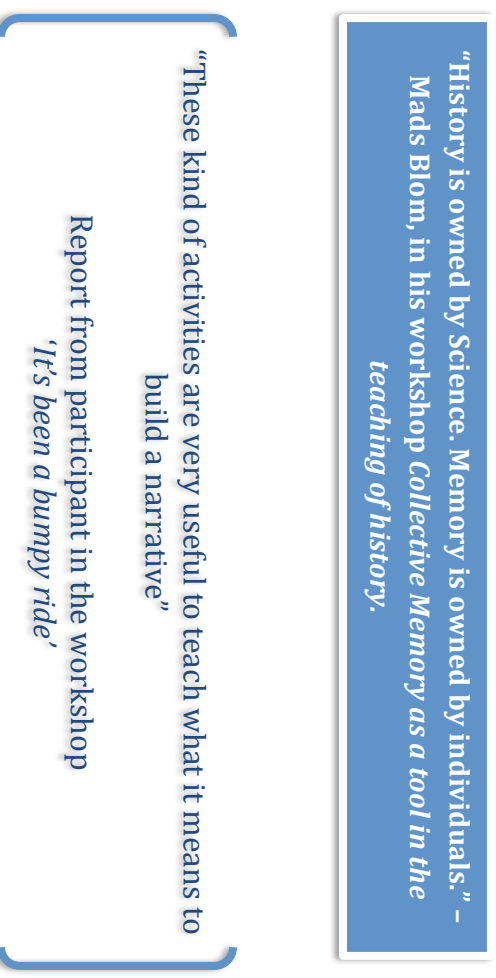 “History is owned by Science. Memory is owned by individuals.” –
Mads Blom, in his workshop Collective Memory as a tool in the
teaching of history.
“These kind of activities are very useful to teach what it means to
build a narrative”
Report from participant in the workshop
‘It’s been a bumpy ride’